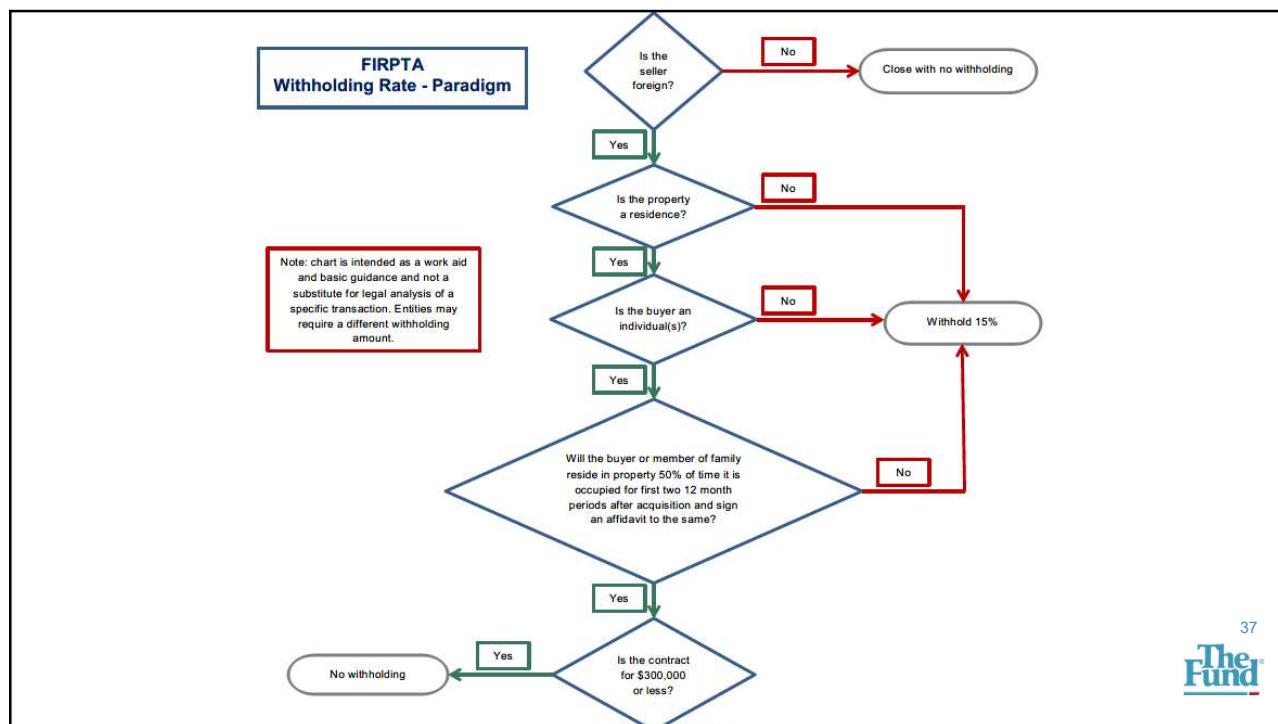 FIRPTA
Withholding Rate - Paradigm
Is the
seller
foreign?
No
Close with no withholding
Yes
Is the property
a residence?
No
Note: chart is intended as a work aid
and basic guidance and not a
substitute for legal analysis of a
specific transaction. Entities may
require a different withholding
amount.
Yes
Is the buyer an
individual(s)?
No
Withhold 15%
Yes
Will the buyer or member of family
reside in property 50% of time it is
occupied for first two 12 month
periods after acquisition and sign
an affidavit to the same?
No
Yes
Is the contract
for $300,000
or less?
Yes
No withholding
37
The
Fund®